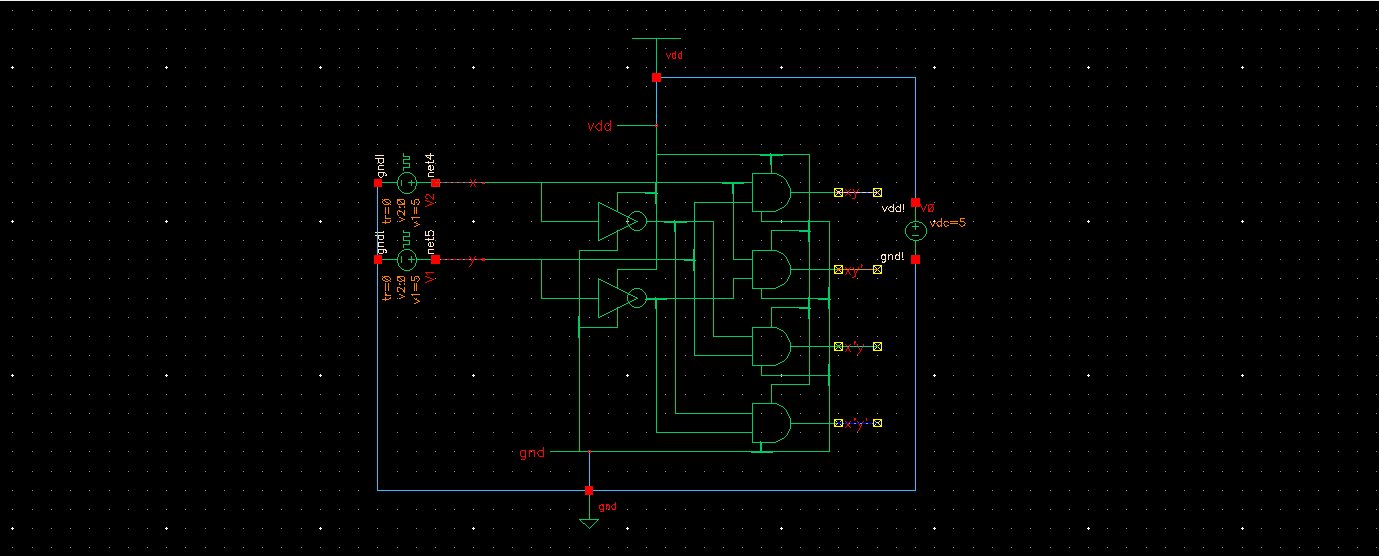 vdd
vdd
gnd!
net4
x
V2
tr=0
v2:0
v1=5
xy
vdd!
V0
vdc=5
gnd!
net5
y
V1
tr=0
v2:0
v1=5
xy'
gnd!
x'y
x'y'
gnd
gnd